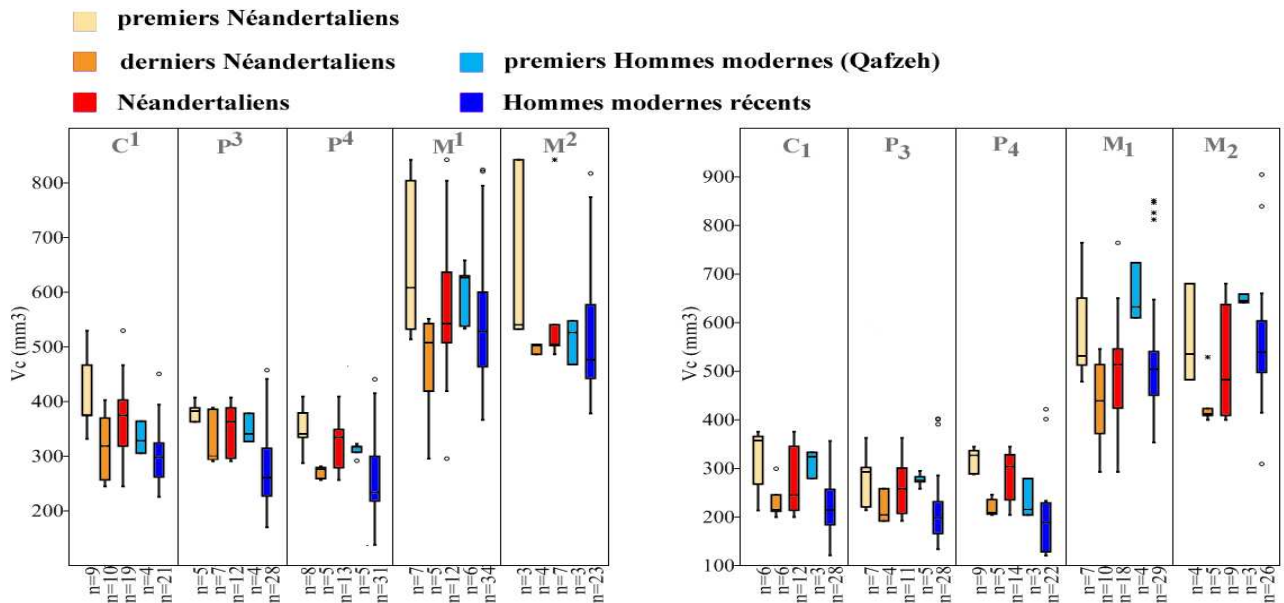 premiers Néandertaliens
derniers Néandertaliens
premiers Hommes modernes (Qafzeh)
Néandertaliens
Hommes modernes récents
C1 P3 P4 M1 M2
Vc (mm3)
800
700
600
500
400
300
200
n=9 n=10 n=19 n=4 n=21 n=5 n=7 n=12 n=4 n=28 n=8 n=5 n=13 n=5 n=31 n=7 n=5 n=12 n=6 n=34 n=3 n=4 n=7 n=3 n=23
C1 P3 P4 M1 M2
Vc (mm3)
900
800
700
600
500
400
300
200
100
n=6 n=6 n=12 n=3 n=28 n=7 n=4 n=11 n=5 n=28 n=9 n=5 n=14 n=3 n=22 n=7 n=10 n=18 n=4 n=29 n=4 n=5 n=9 n=3 n=26